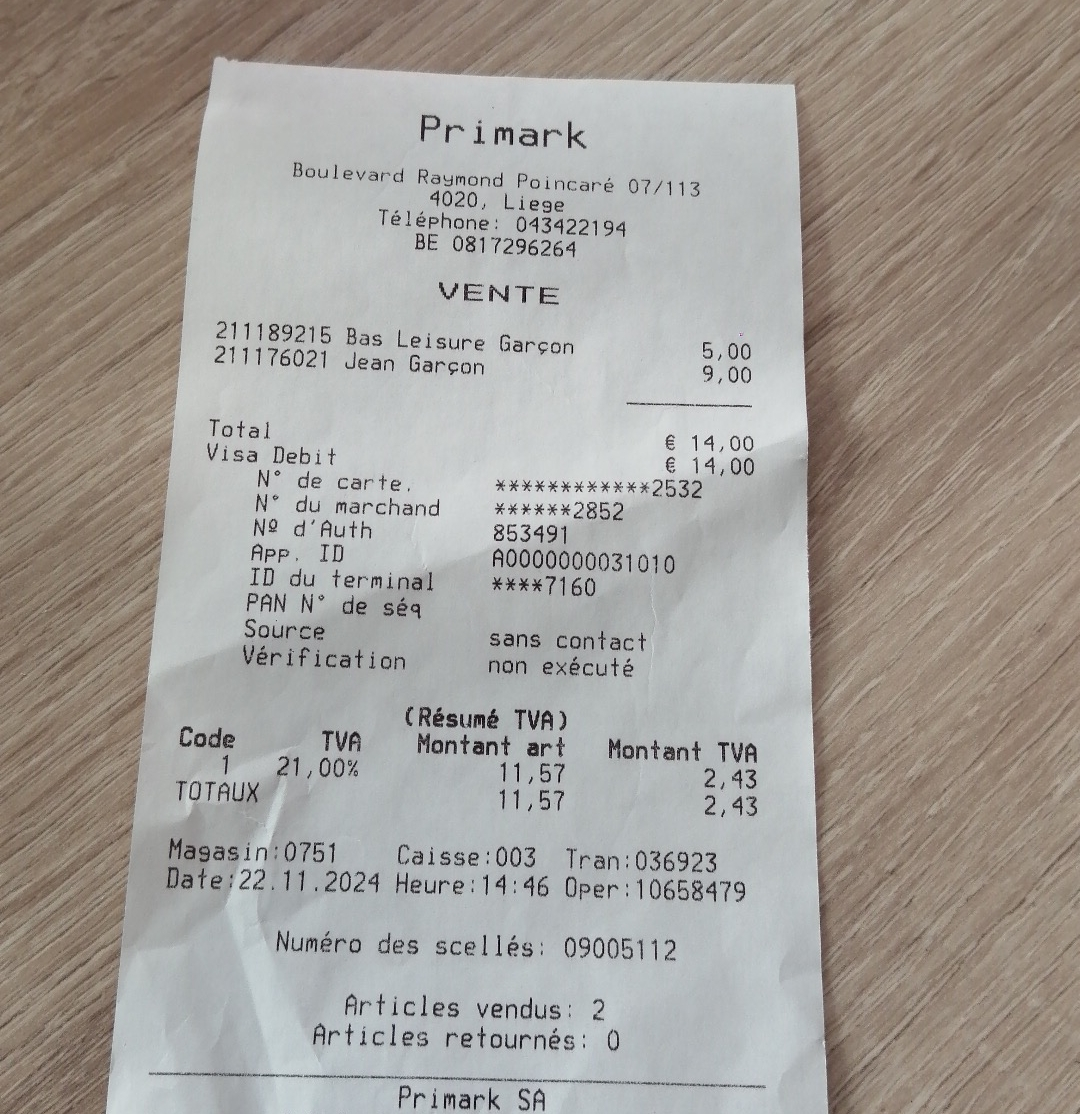 Primark
Boulevard Raymond Poincaré 07/113
4020, Liege
Téléphone: 043422194
BE 0817296264
VENTE
211189215 Bas Leisure Garçon 5,00
211176021 Jean Garçon 9,00
Total € 14,00
Visa Debit € 14,00
N° de carte. ************2532
N° du marchand ******2852
Nº d'Auth 853491
App. ID A0000000031010
ID du terminal ****7160
PAN N° de séq
Source sans contact
Vérification non exécuté
(Résumé TVA)
Code TVA Montant art Montant TVA
1 21,00% 11,57 2,43
TOTAUX 11,57 2,43
Magasin:0751 Caisse:003 Tran:036923
Date:22.11.2024 Heure:14:46 Oper:10658479
Numéro des scellés: 09005112
Articles vendus: 2
Articles retournés: 0
Primark SA